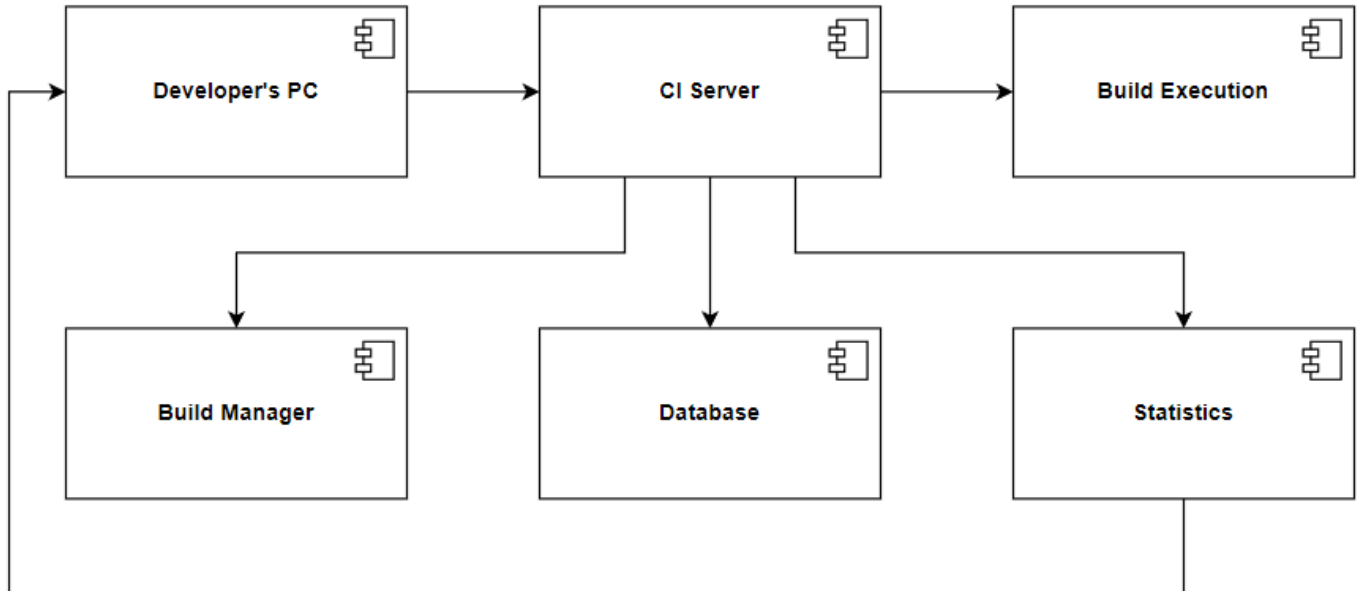 Developer's PC
CI Server
Build Execution
Build Manager
Database
Statistics